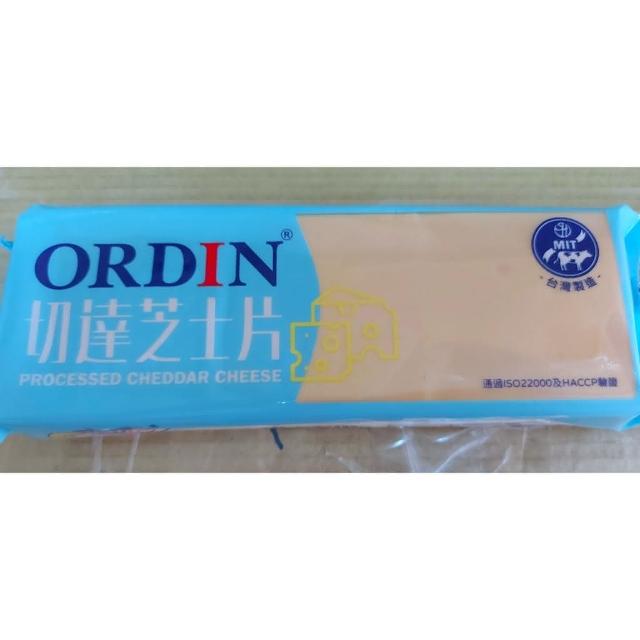 ORDIN®
切達芝士片
PROCESSED CHEDDAR CHEESE
MIT
-台灣製造-
通過ISO22000及HACCP驗證